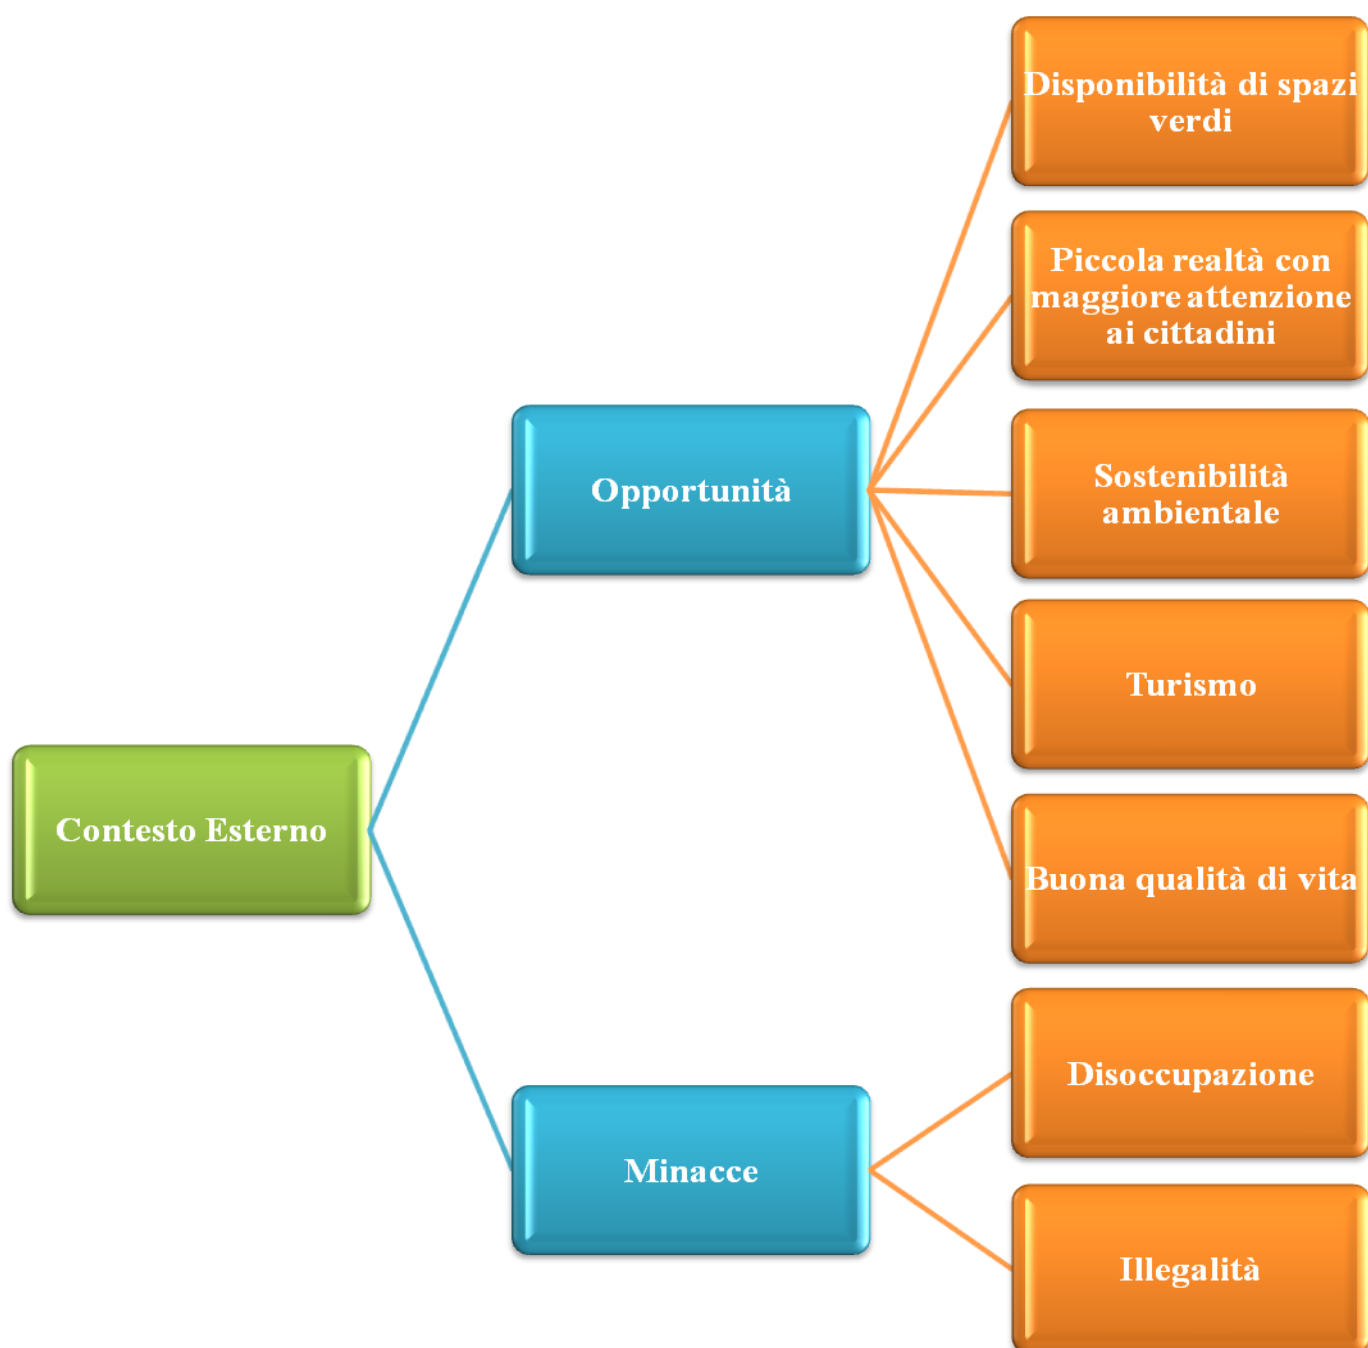 Disponibilità di spazi
verdi
Piccola realtà con
maggiore attenzione
ai cittadini
Opportunità
Sostenibilità
ambientale
Turismo
Contesto Esterno
Buona qualità di vita
Disoccupazione
Minacce
Illegalità